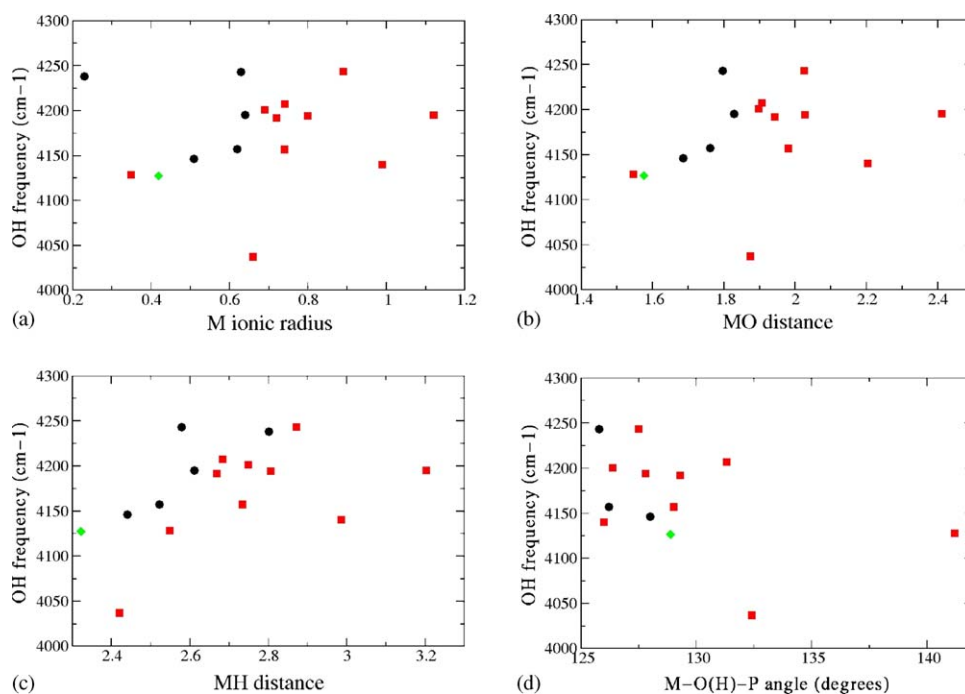 4300
4250
4200
4150
4100
4050
4000
OH frequency (cm−1)
0.2 0.4 0.6 0.8 1 1.2
(a) M ionic radius
4300
4250
4200
4150
4100
4050
4000
OH frequency (cm−1)
1.4 1.6 1.8 2 2.2 2.4
(b) MO distance
4300
4250
4200
4150
4100
4050
4000
OH frequency (cm−1)
2.4 2.6 2.8 3 3.2
(c) MH distance
4300
4250
4200
4150
4100
4050
4000
OH frequency (cm−1)
125 130 135 140
(d) M−O(H)−P angle (degrees)